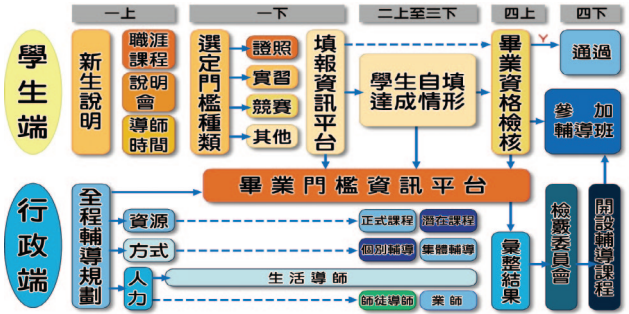 一上
一下
二上至三下
四上
四下
學生端
新生說明
職涯
課程
說明
會
導師
時間
選定門檻種類
證照
實習
競賽
其他
填報資訊平台
學生自填
達成情形
畢業資格檢核
Y
通過
參加
輔導班
行政端
全程輔導規劃
畢業門檻資訊平台
資源
正式課程
潛在課程
方式
個別輔導
集體輔導
人力
生活導師
師徒導師
業師
彙整結果
檢覈委員會
開設輔導課程